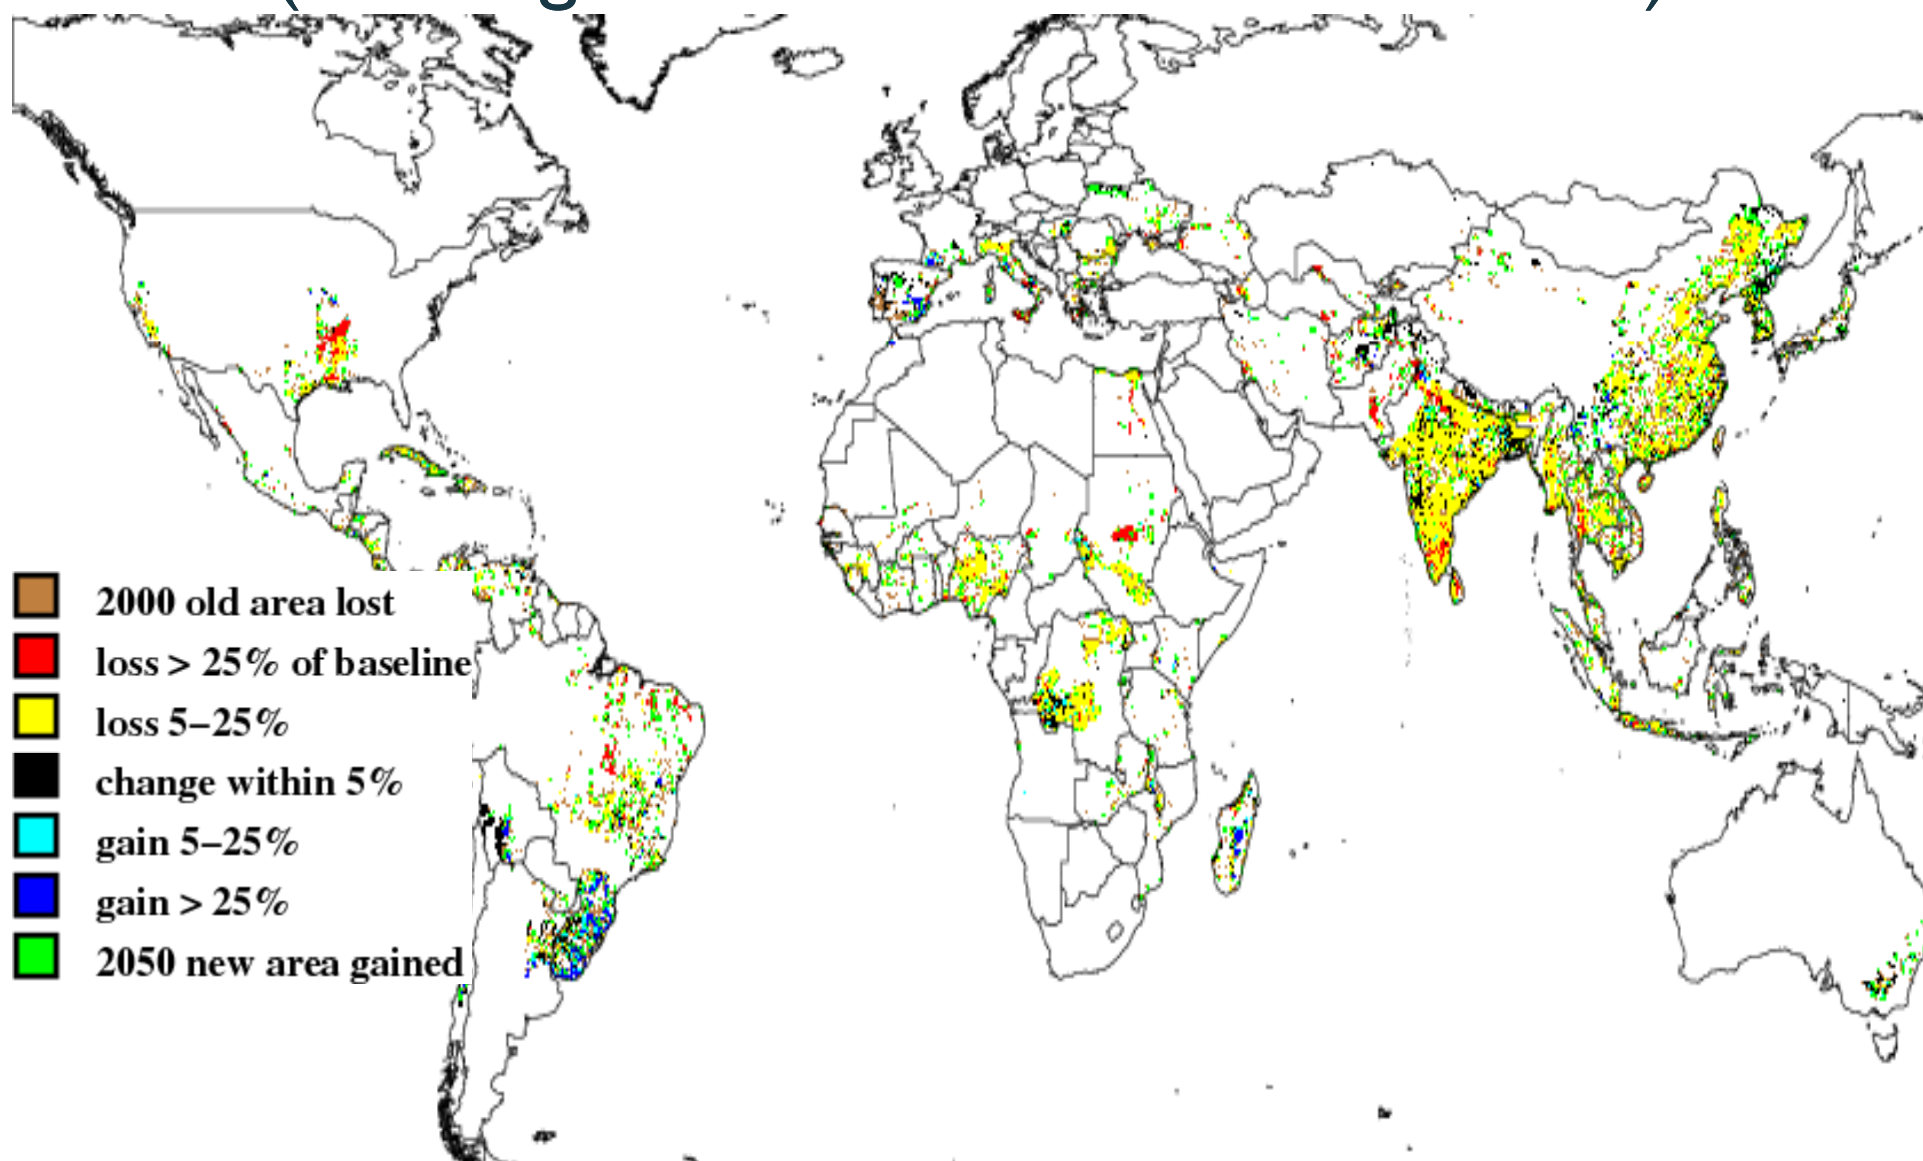 2000 old area lost
loss > 25% of baseline
loss 5–25%
change within 5%
gain 5–25%
gain > 25%
2050 new area gained